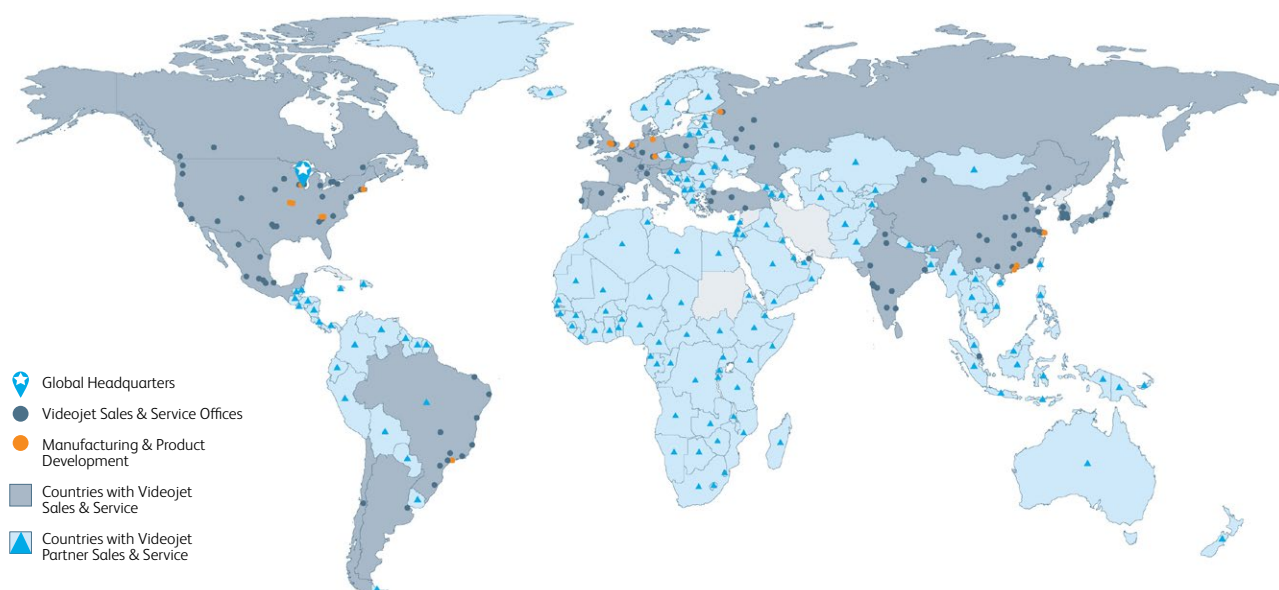 Global Headquarters
Videojet Sales & Service Offices
Manufacturing & Product
Development
Countries with Videojet
Sales & Service
Countries with Videojet
Partner Sales & Service